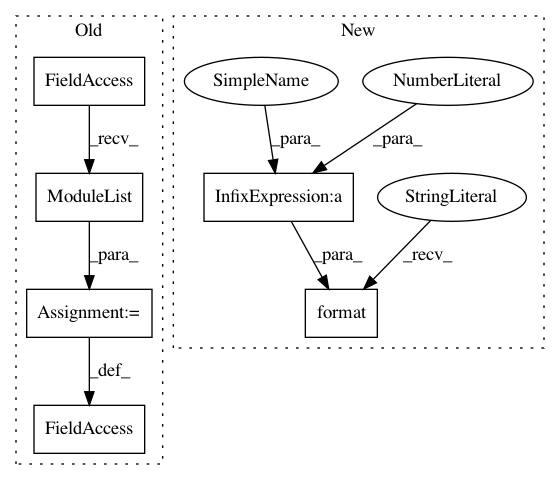 Old
FieldAccess
_recv_
ModuleList
_para_
Assignment:=
_def_
FieldAccess
New
SimpleName
NumberLiteral
_para_
_para_
InfixExpression:a
StringLiteral
_para_
_recv_
format